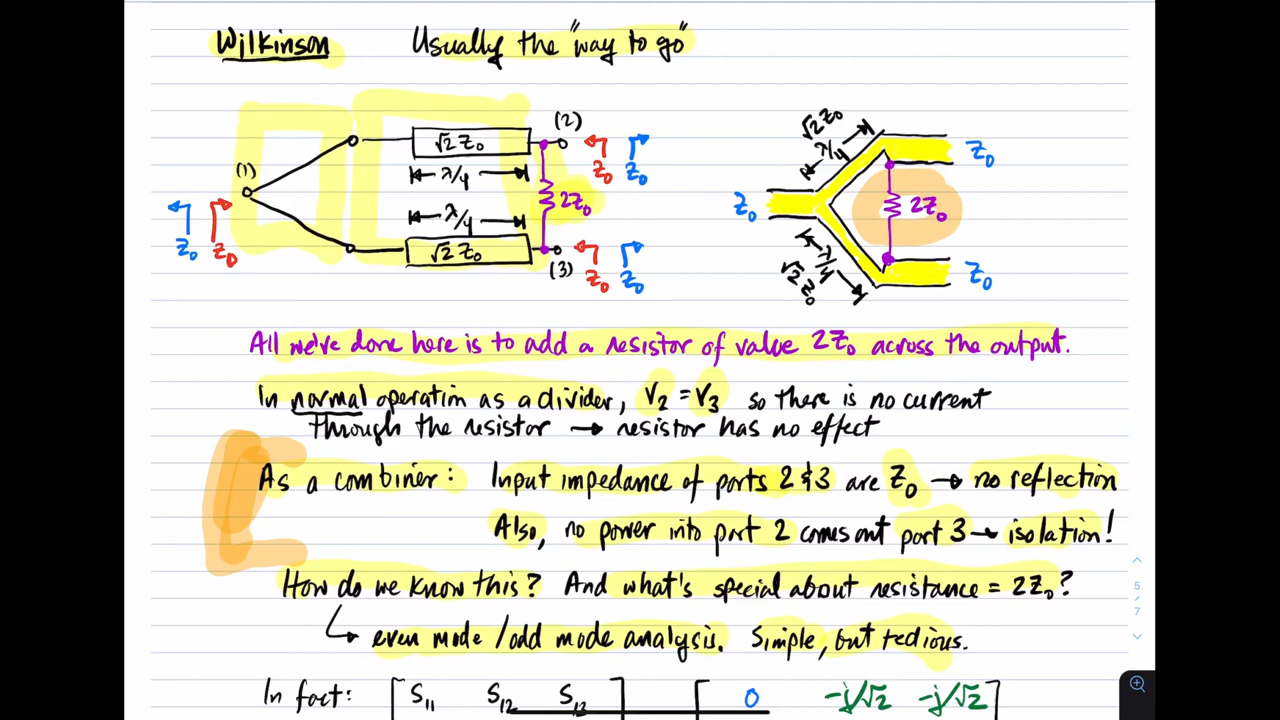 Wilkinson Usually the "way to go"
(1)
√2 Z₀
λ/4
λ/4
√2 Z₀
(2)
2Z₀
(3)
Z₀ Z₀
Z₀ Z₀
Z₀ Z₀
√2 Z₀
λ/4
Z₀
Z₀
2Z₀
λ/4
√2 Z₀
Z₀
All we've done here is to add a resistor of value 2Z₀ across the output.
In normal operation as a divider, V₂ = V₃ so there is no current
through the resistor → resistor has no effect
As a combiner: Input impedance of ports 2 & 3 are Z₀ → no reflection
Also, no power into port 2 comes out port 3 → isolation!
How do we know this? And what's special about resistance = 2Z₀?
↳ even mode / odd mode analysis. Simple, but tedious.
In fact: [ S₁₁ S₁₂ S₁₂ ] [ 0 -j/√2 -j/√2 ]
5
/
7